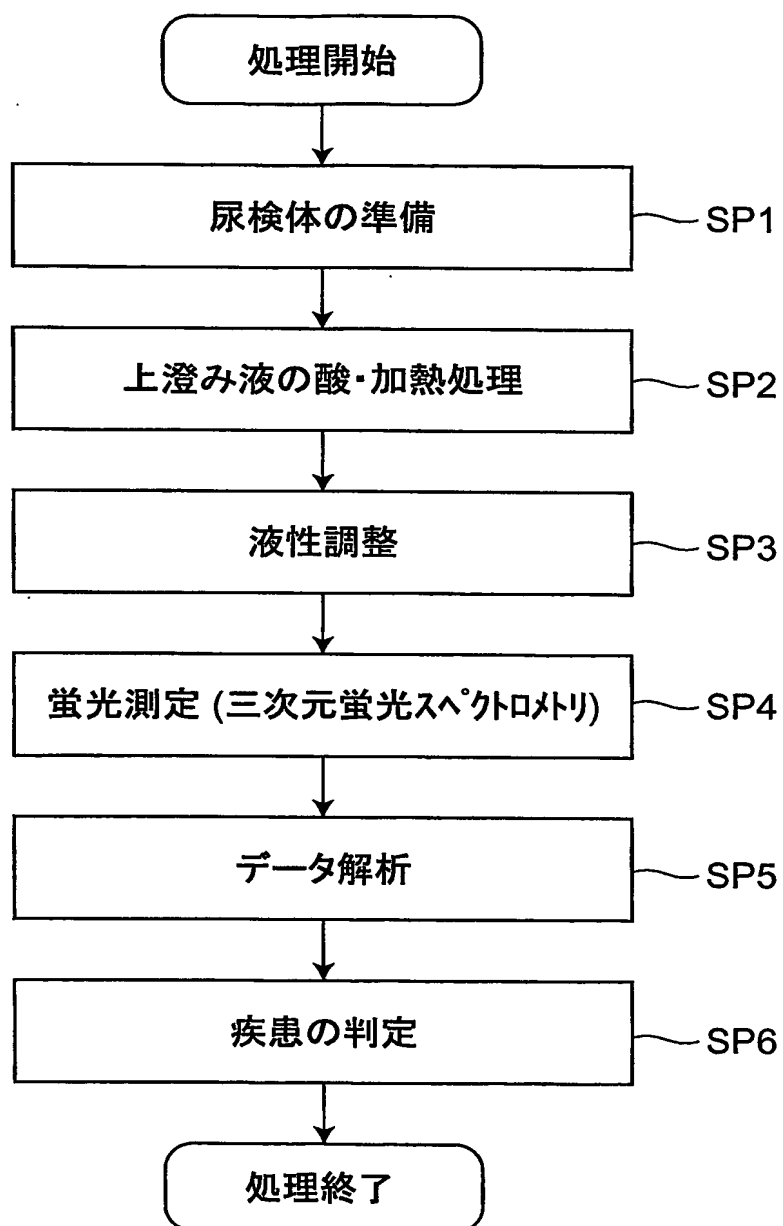 処理開始
尿検体の準備
SP1
上澄み液の酸・加熱処理
SP2
液性調整
SP3
蛍光測定 (三次元蛍光ｽﾍﾟｸﾄﾛﾒﾄﾘ)
SP4
データ解析
SP5
疾患の判定
SP6
処理終了